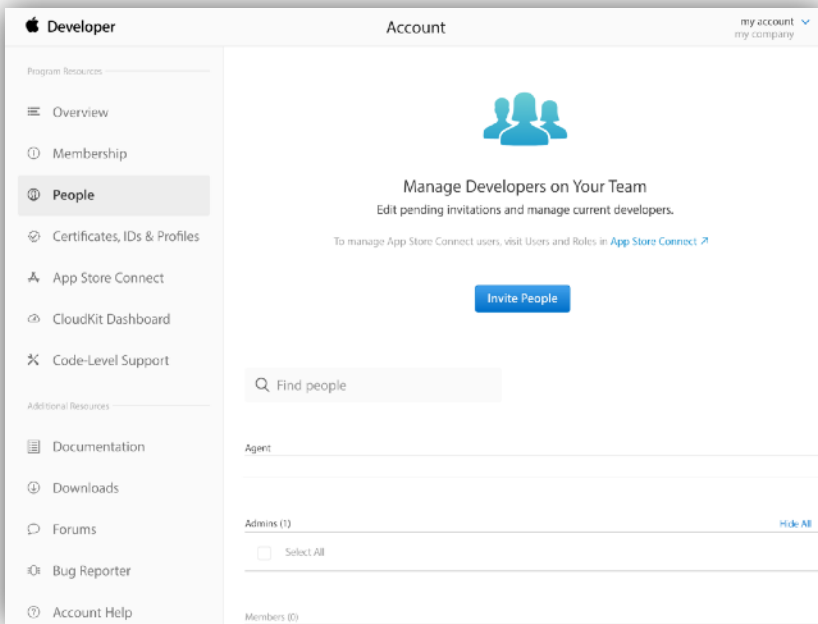 Developer
Account
my account
my company
Program Resources
Overview
Membership
People
Certificates, IDs & Profiles
App Store Connect
CloudKit Dashboard
Code-Level Support
Additional Resources
Documentation
Downloads
Forums
Bug Reporter
Account Help
Manage Developers on Your Team
Edit pending invitations and manage current developers.
To manage App Store Connect users, visit Users and Roles in App Store Connect ↗
Invite People
Find people
Agent
Admins (1)
Hide All
Select All
Members (0)